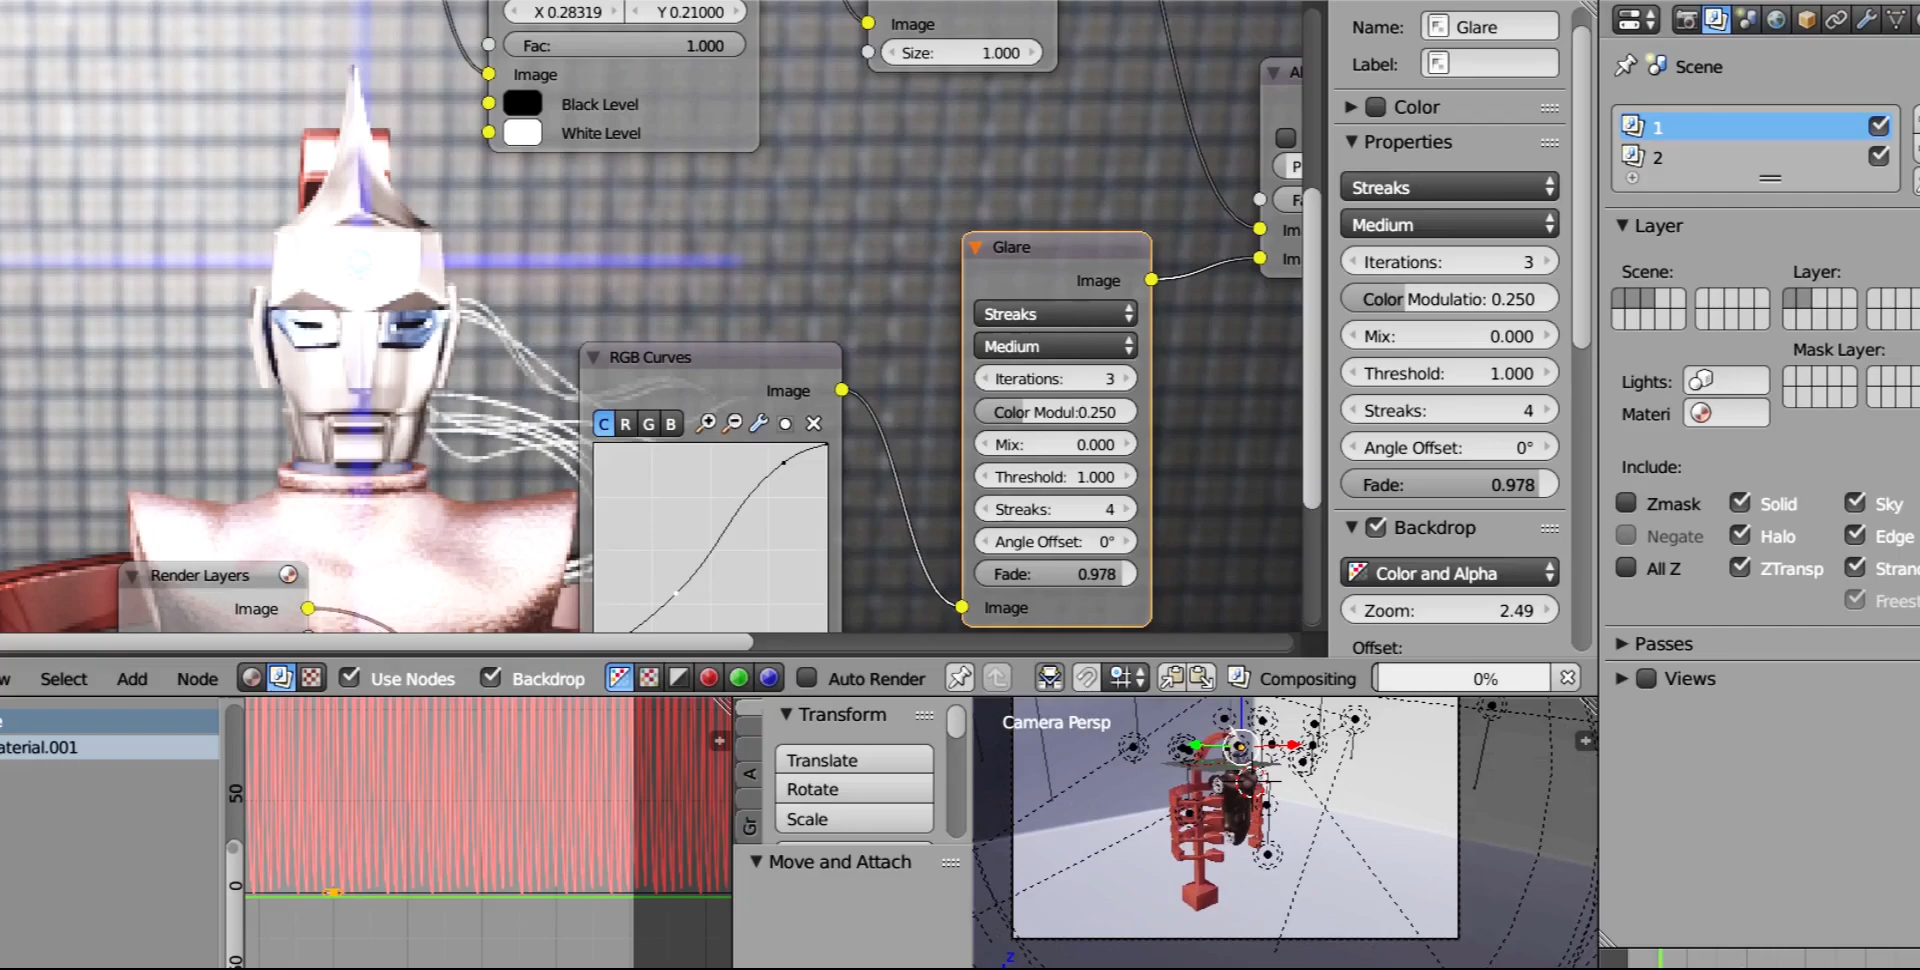 X 0.28319 Y 0.21000
Fac: 1.000
Image
Black Level
White Level
Image
Size: 1.000
Glare
Image
Streaks
Medium
Iterations: 3
Color Modul:0.250
Mix: 0.000
Threshold: 1.000
Streaks: 4
Angle Offset: 0°
Fade: 0.978
Image
RGB Curves
Image
C R G B
Render Layers
Image
Name: Glare
Label:
Color
Properties
Streaks
Medium
Iterations: 3
Color Modulatio: 0.250
Mix: 0.000
Threshold: 1.000
Streaks: 4
Angle Offset: 0°
Fade: 0.978
Backdrop
Color and Alpha
Zoom: 2.49
Offset:
Scene
1
2
Layer
Scene: Layer:
Mask Layer:
Lights:
Materi
Include:
Zmask Solid Sky
Negate Halo Edge
All Z ZTransp Stran
Freest
Passes
Views
Select Add Node Use Nodes Backdrop Auto Render Compositing 0%
aterial.001
50
0
Transform
Translate
Rotate
Scale
Move and Attach
A
Gr
Camera Persp
Z